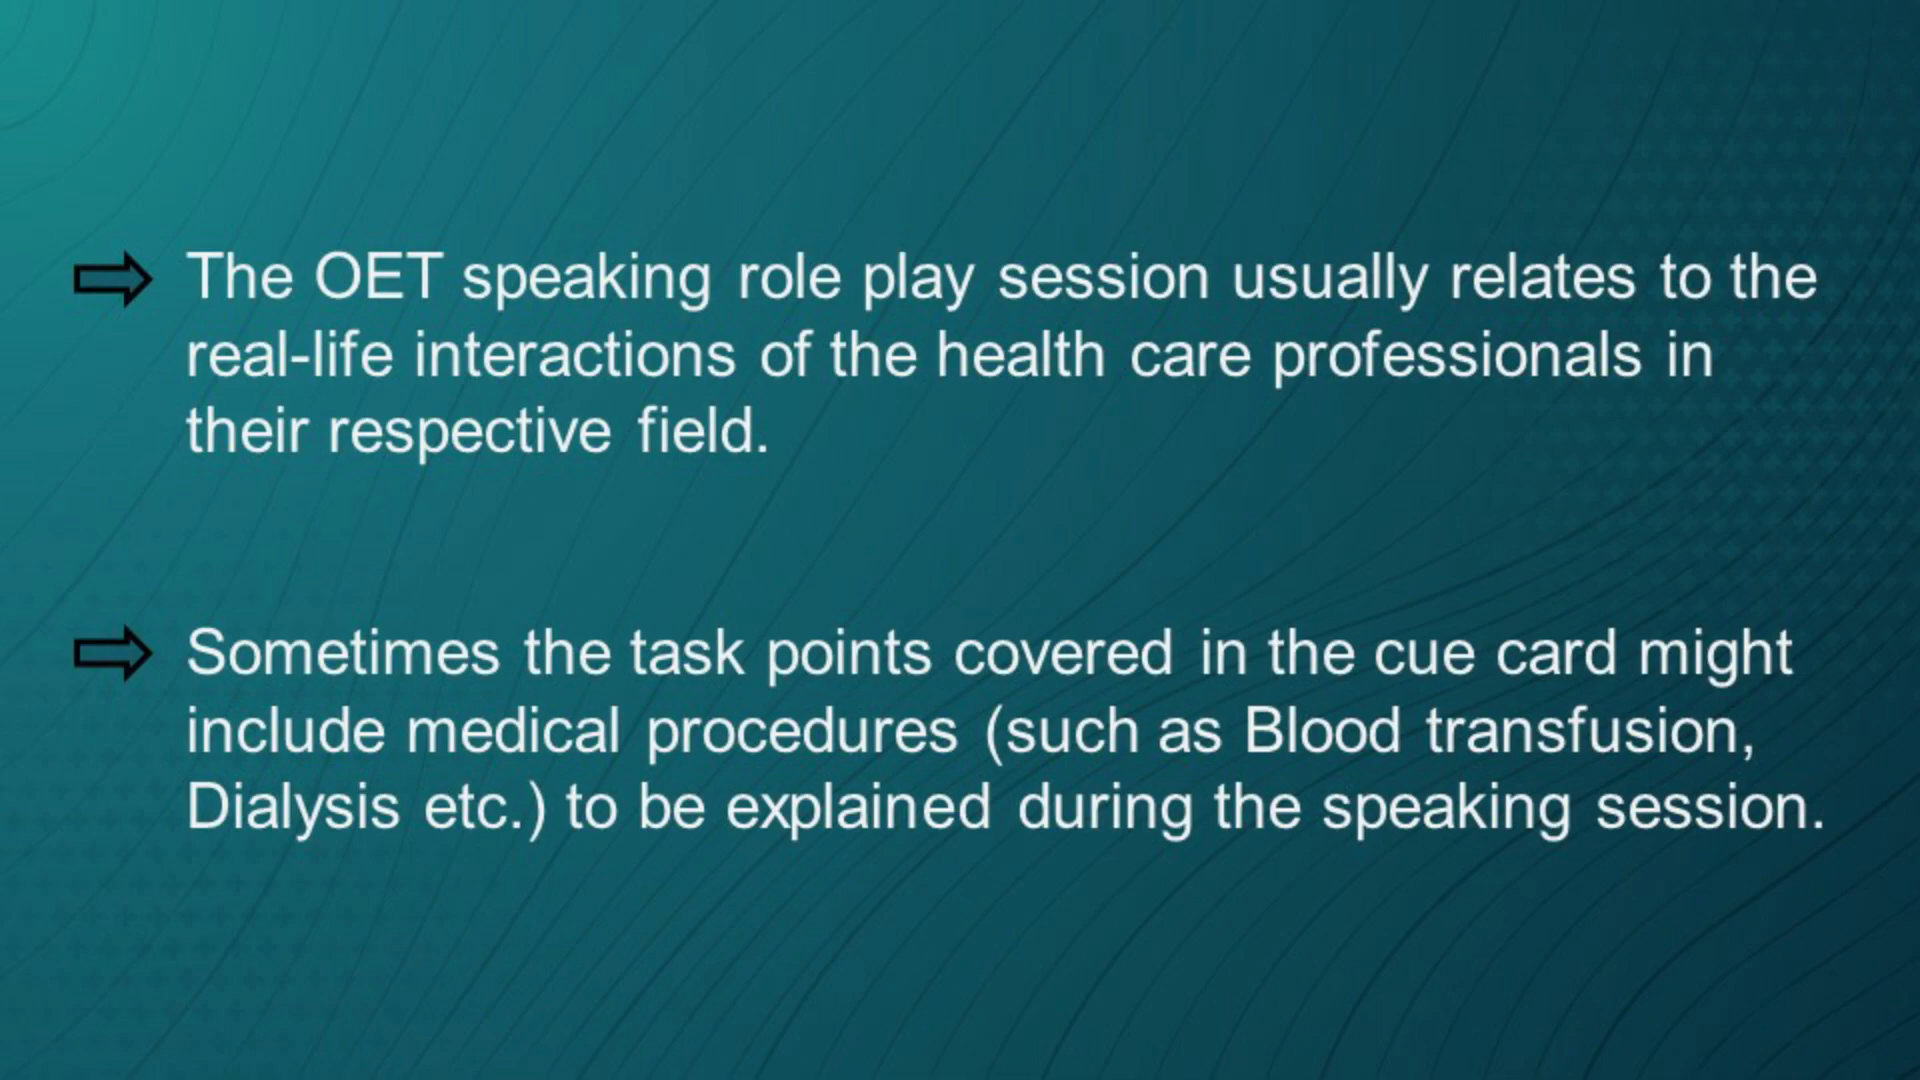 The OET speaking role play session usually relates to the
real-life interactions of the health care professionals in
their respective field.
Sometimes the task points covered in the cue card might
include medical procedures (such as Blood transfusion,
Dialysis etc.) to be explained during the speaking session.